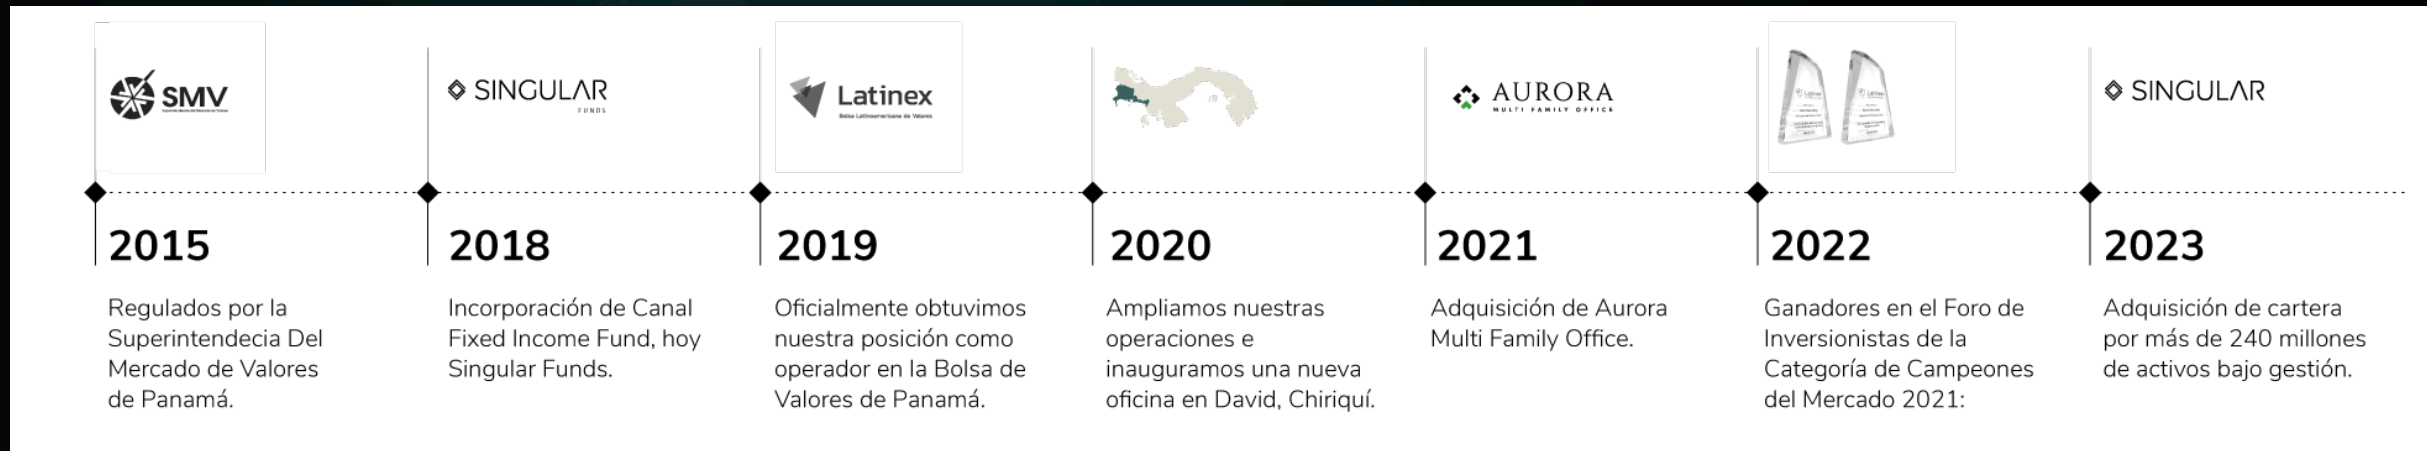 SMV
SINGULAR
FUNDS
Latinex
Bolsa Latinoamericana de Valores
AURORA
MULTI FAMILY OFFICE
Latinex
Latinex
SINGULAR
2015
Regulados por la
Superintendecia Del
Mercado de Valores
de Panamá.
2018
Incorporación de Canal
Fixed Income Fund, hoy
Singular Funds.
2019
Oficialmente obtuvimos
nuestra posición como
operador en la Bolsa de
Valores de Panamá.
2020
Ampliamos nuestras
operaciones e
inauguramos una nueva
oficina en David, Chiriquí.
2021
Adquisición de Aurora
Multi Family Office.
2022
Ganadores en el Foro de
Inversionistas de la
Categoría de Campeones
del Mercado 2021:
2023
Adquisición de cartera
por más de 240 millones
de activos bajo gestión.